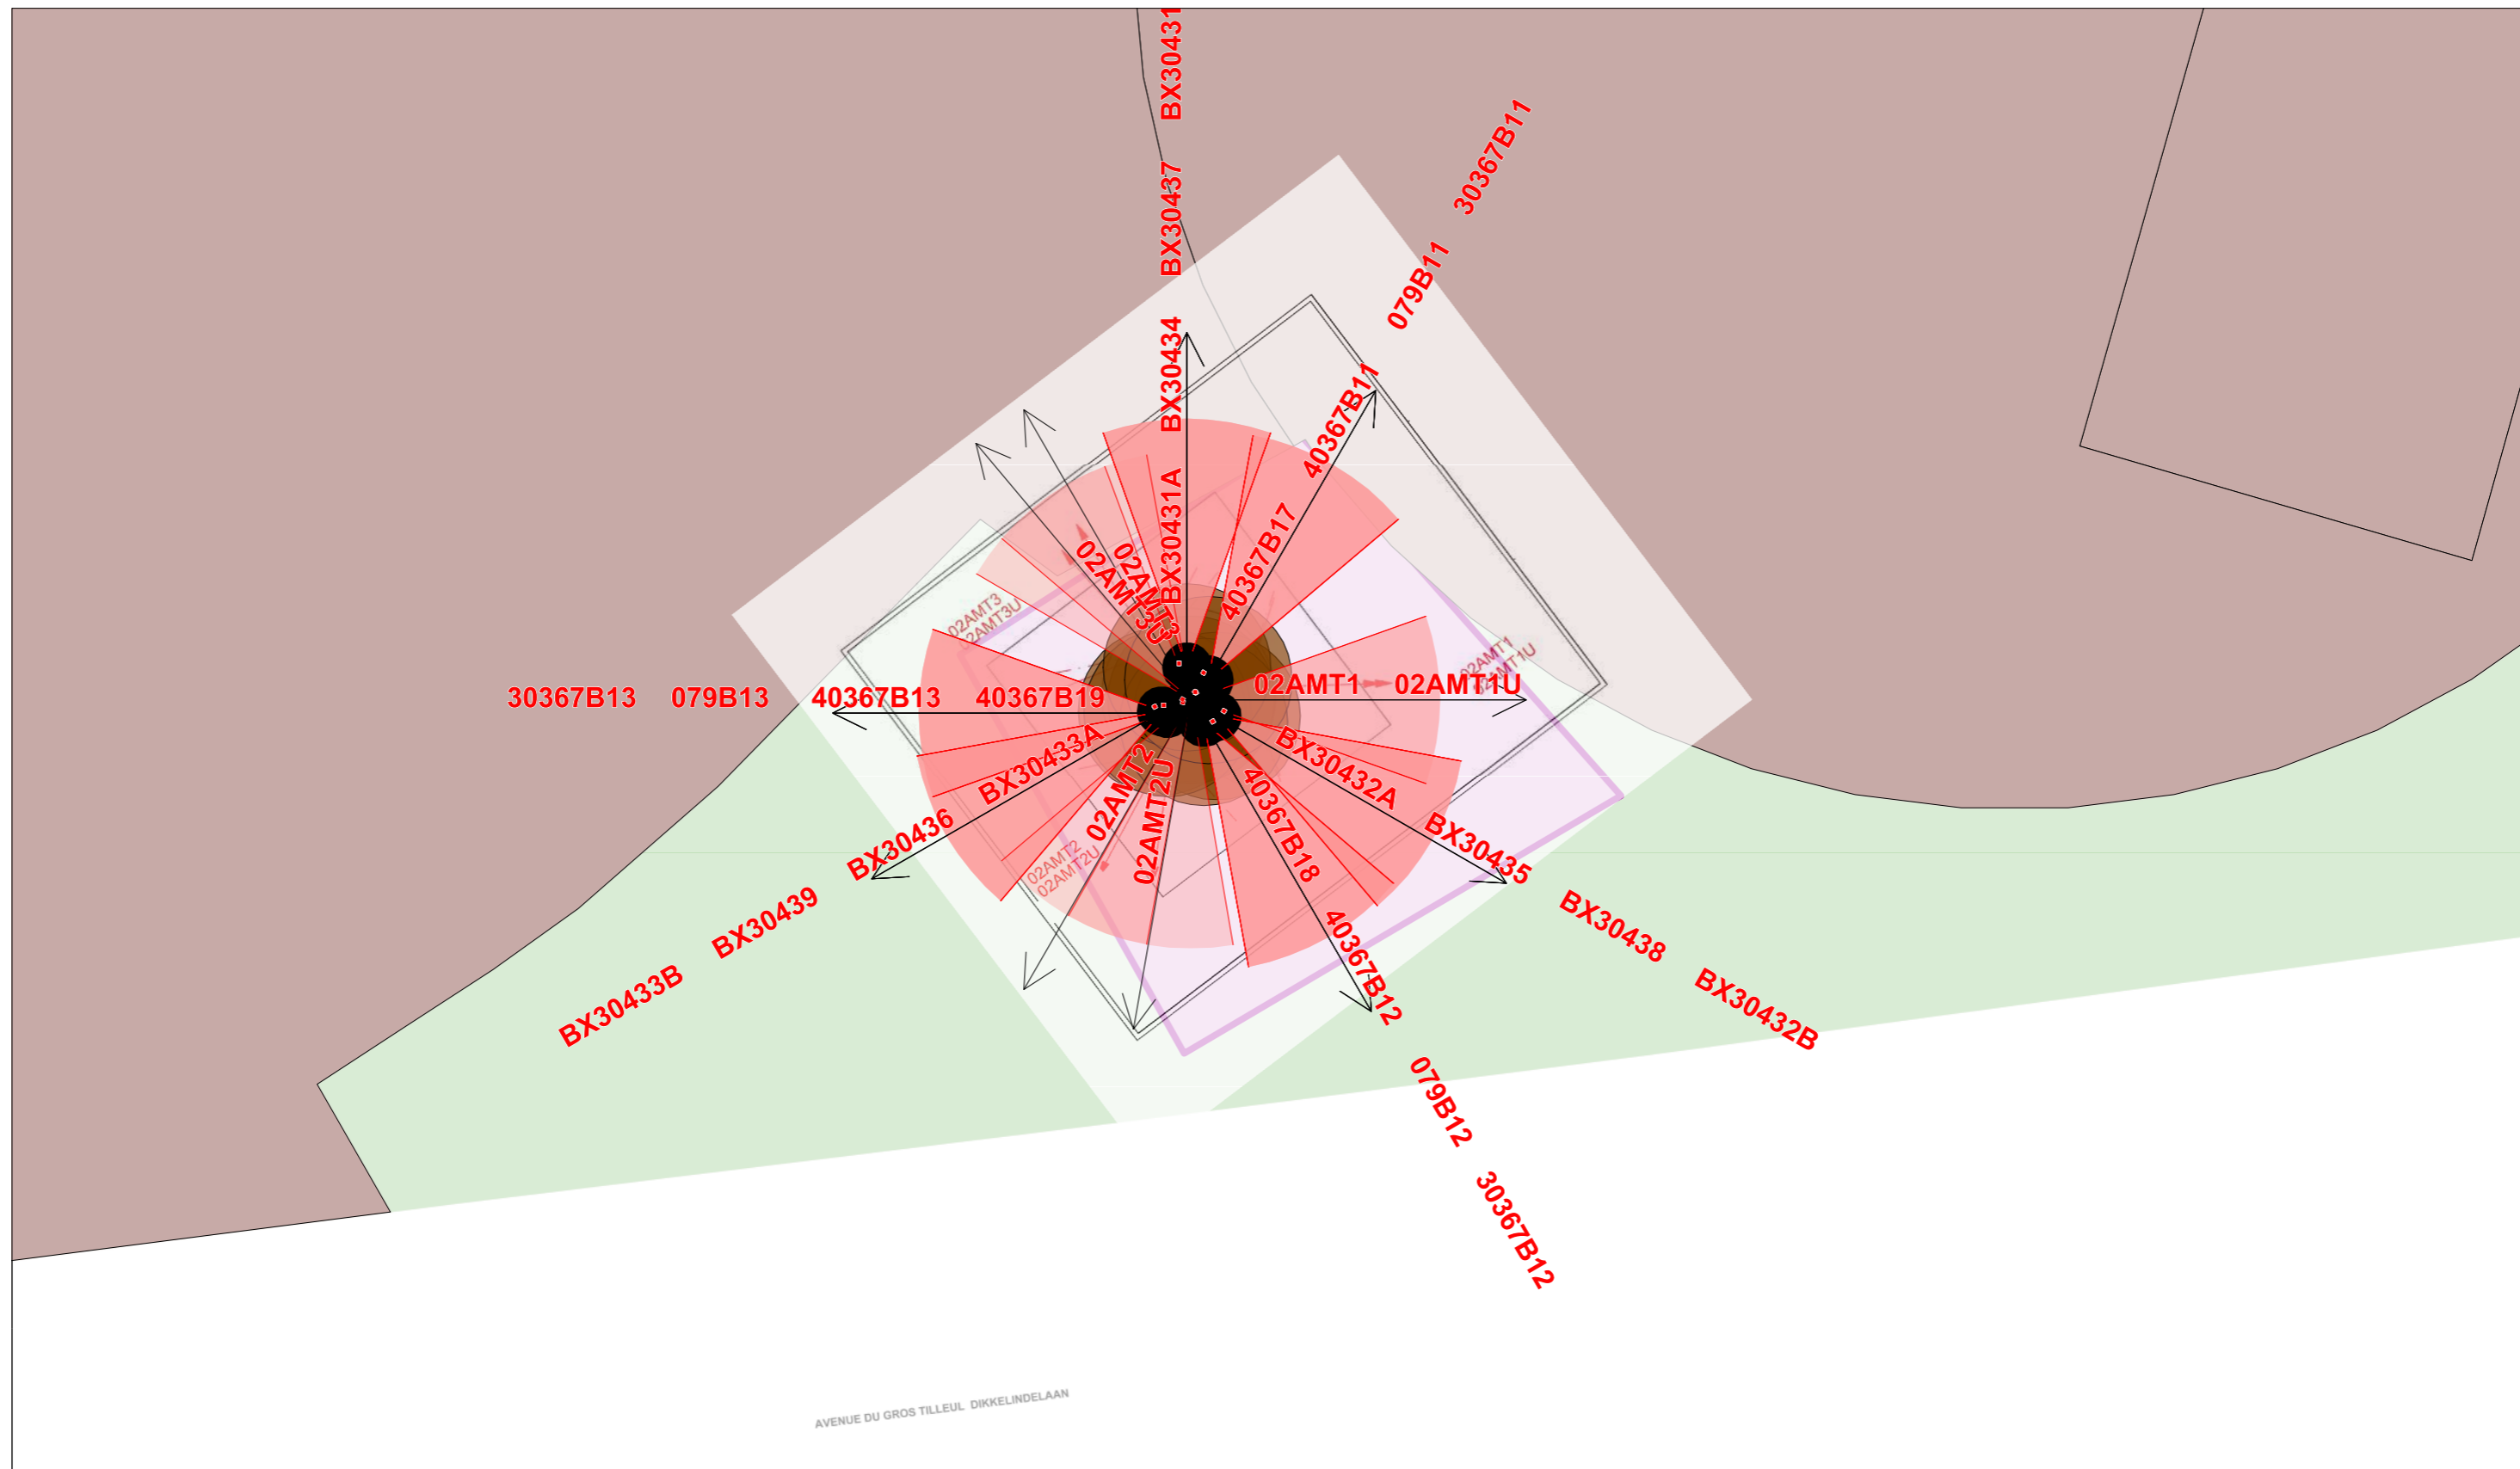 BX30431
BX30437
BX30434
BX30431A
30367B11
079B11
40367B11
40367B17
02AMT3
02AMT3U
02AMT3
02AMT3U
02AMT1
02AMT1U
30367B13 079B13 40367B13 40367B19
02AMT1 02AMT1U
BX30433A
BX30436
BX30439
BX30433B
02AMT2
02AMT2U
02AMT2
02AMT2U
BX30432A
BX30435
BX30438
BX30432B
40367B18
40367B12
079B12
30367B12
AVENUE DU GROS TILLEUL DIKKELINDELAAN